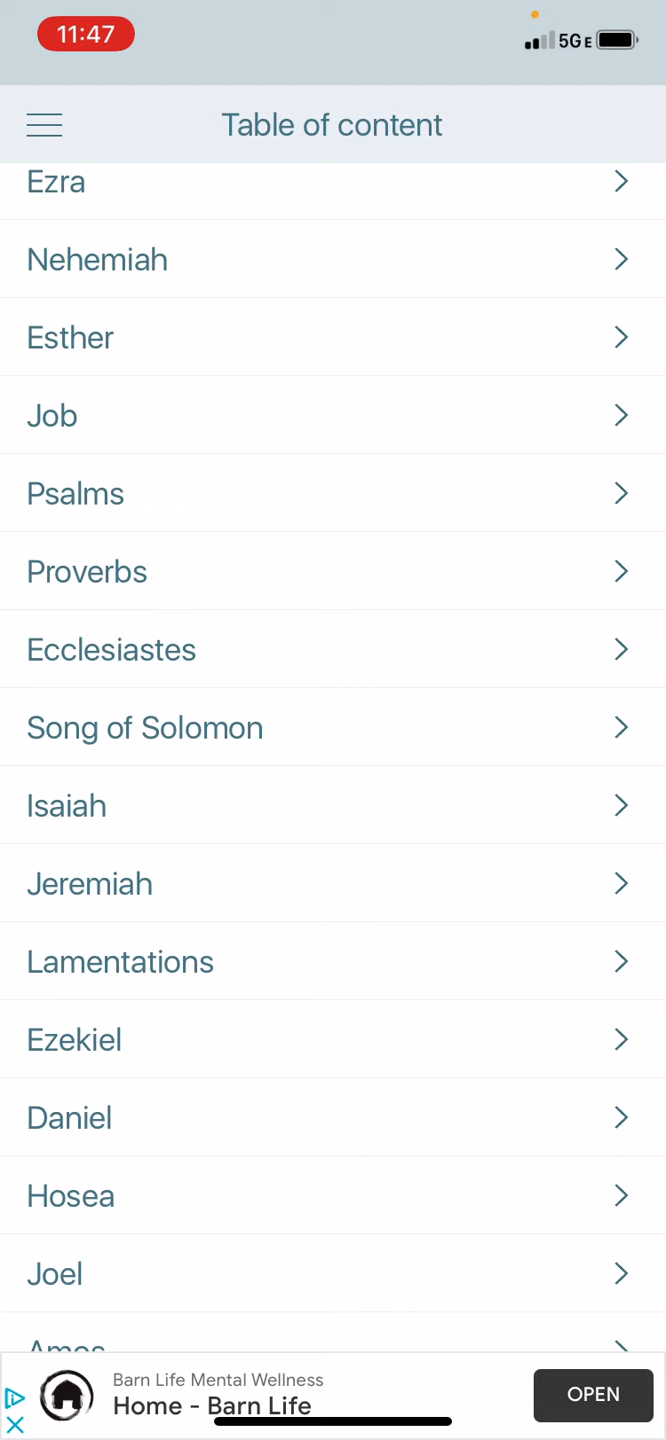 11:47
5G E
Table of content
Ezra
Nehemiah
Esther
Job
Psalms
Proverbs
Ecclesiastes
Song of Solomon
Isaiah
Jeremiah
Lamentations
Ezekiel
Daniel
Hosea
Joel
Amos
Barn Life Mental Wellness
Home - Barn Life
OPEN